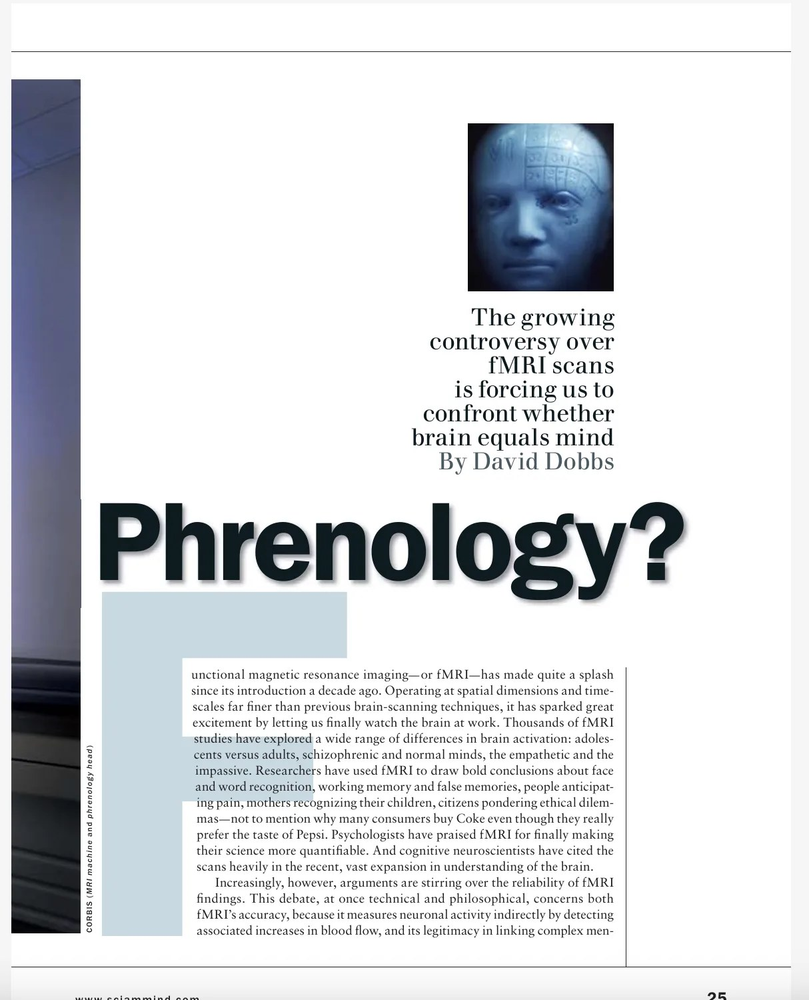 The growing
controversy over
fMRI scans
is forcing us to
confront whether
brain equals mind
By David Dobbs
Phrenology?
Functional magnetic resonance imaging—or fMRI—has made quite a splash
since its introduction a decade ago. Operating at spatial dimensions and time-
scales far finer than previous brain-scanning techniques, it has sparked great
excitement by letting us finally watch the brain at work. Thousands of fMRI
studies have explored a wide range of differences in brain activation: adoles-
cents versus adults, schizophrenic and normal minds, the empathetic and the
impassive. Researchers have used fMRI to draw bold conclusions about face
and word recognition, working memory and false memories, people anticipat-
ing pain, mothers recognizing their children, citizens pondering ethical dilem-
mas—not to mention why many consumers buy Coke even though they really
prefer the taste of Pepsi. Psychologists have praised fMRI for finally making
their science more quantifiable. And cognitive neuroscientists have cited the
scans heavily in the recent, vast expansion in understanding of the brain.
Increasingly, however, arguments are stirring over the reliability of fMRI
findings. This debate, at once technical and philosophical, concerns both
fMRI’s accuracy, because it measures neuronal activity indirectly by detecting
associated increases in blood flow, and its legitimacy in linking complex men-
CORBIS (MRI machine and phrenology head)
www.sciammind.com
25